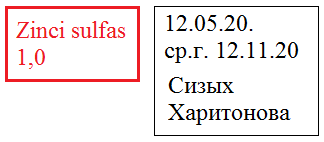 Zinci sulfas
1,0
12.05.20.
ср.г. 12.11.20
Сизых
Харитонова